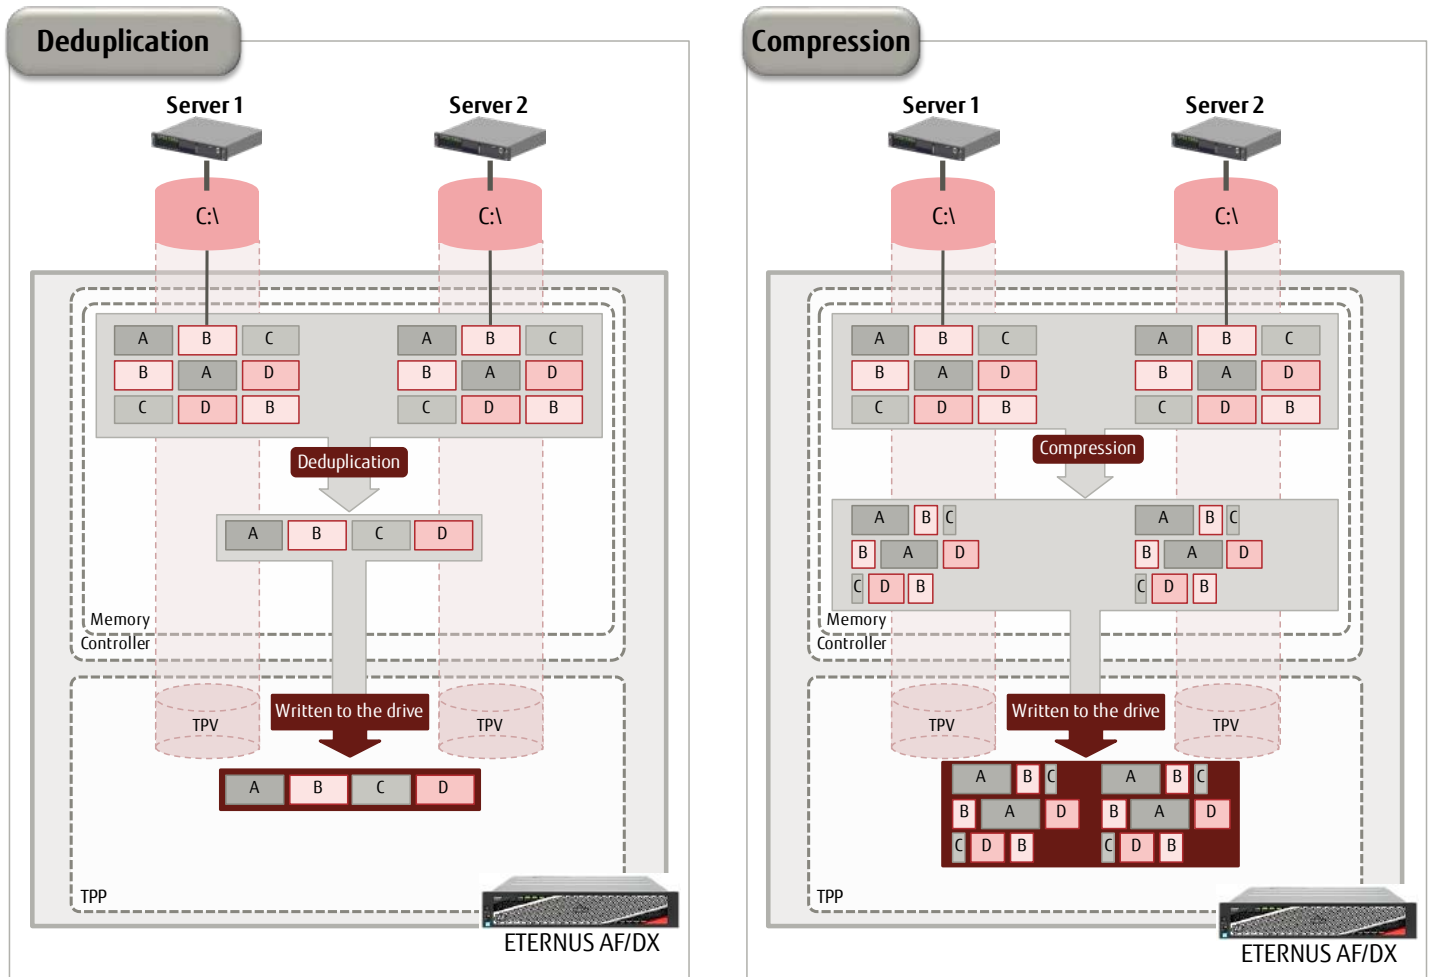 Deduplication
Server 1 Server 2
C:\ C:\
A B C A B C
B A D B A D
C D B C D B
Deduplication
A B C D
Memory
Controller
TPV Written to the drive TPV
A B C D
TPP
ETERNUS AF/DX
Compression
Server 1 Server 2
C:\ C:\
A B C A B C
B A D B A D
C D B C D B
Compression
A B C A B C
B A D B A D
C D B C D B
Memory
Controller
TPV Written to the drive TPV
A B C A B C
B A D B A D
C D B C D B
TPP
ETERNUS AF/DX